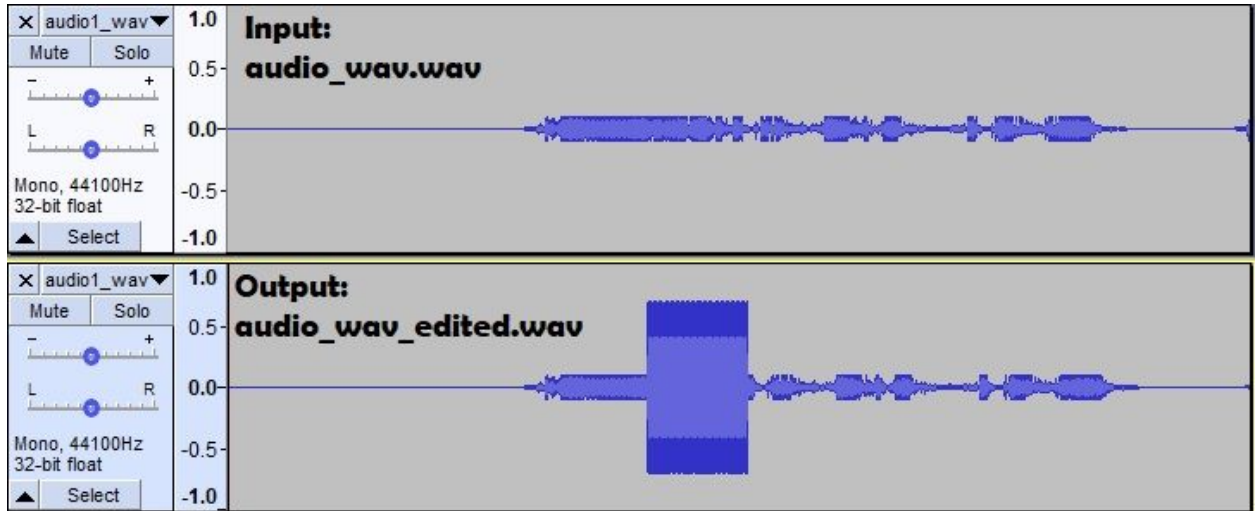 × audio1_wav▼ 1.0
Input:
Mute Solo
0.5
audio_wav.wav
- +
L R
0.0
Mono, 44100Hz
-0.5
32-bit float
▲ Select
-1.0
× audio1_wav▼ 1.0
Output:
Mute Solo
0.5
audio_wav_edited.wav
- +
L R
0.0
Mono, 44100Hz
-0.5
32-bit float
▲ Select
-1.0